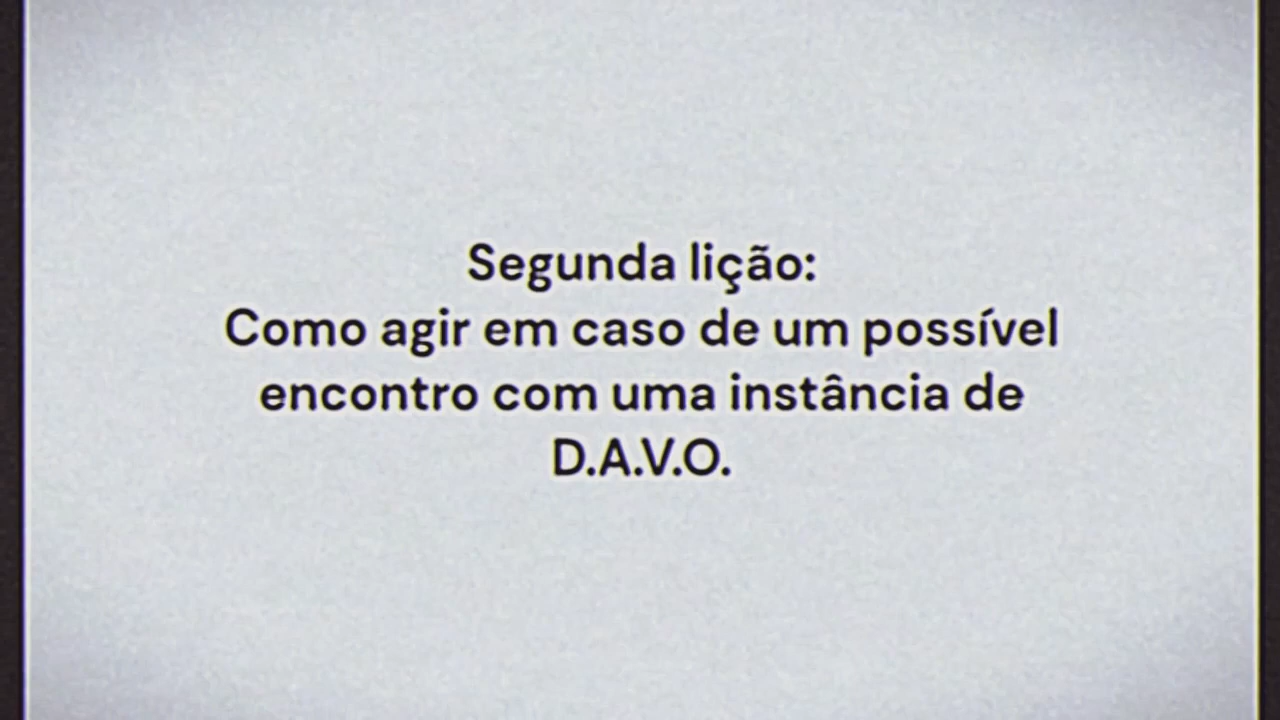 Segunda lição:
Como agir em caso de um possível
encontro com uma instância de
D.A.V.O.